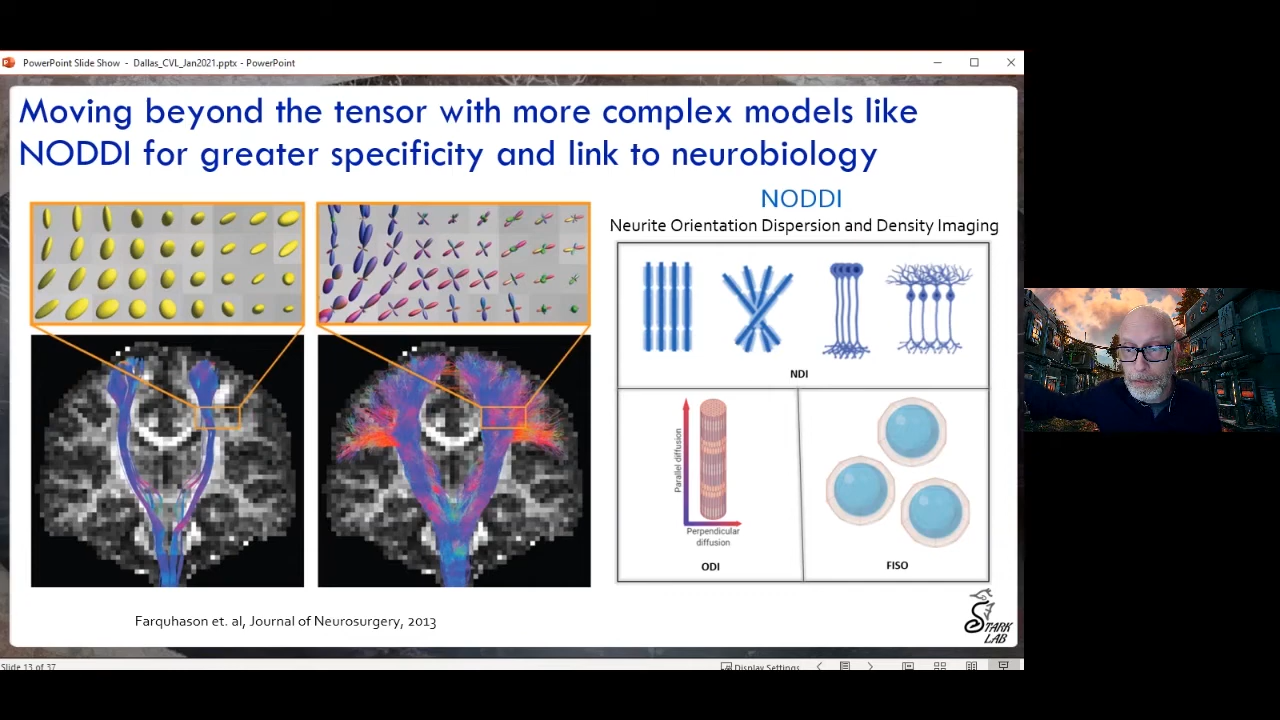 PowerPoint Slide Show - Dallas_CVL_Jan2021.pptx - PowerPoint
Moving beyond the tensor with more complex models like
NODDI for greater specificity and link to neurobiology
NODDI
Neurite Orientation Dispersion and Density Imaging
NDI
Parallel diffusion
Perpendicular
diffusion
ODI
FISO
Farquhason et. al, Journal of Neurosurgery, 2013
STARK
LAB
Slide 13 of 37
Display Settings